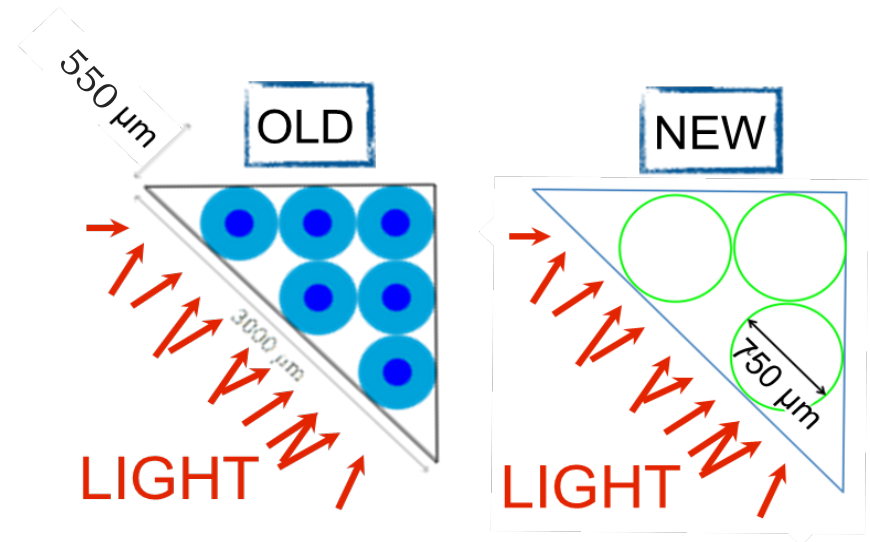 550 µm
OLD
NEW
3000 µm
750 µm
LIGHT
LIGHT